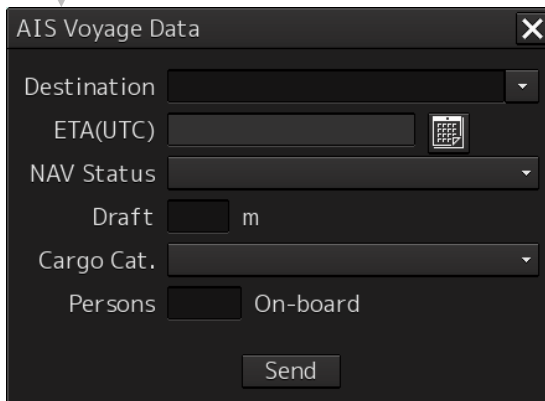 AIS Voyage Data
Destination
ETA(UTC)
NAV Status
Draft m
Cargo Cat.
Persons On-board
Send